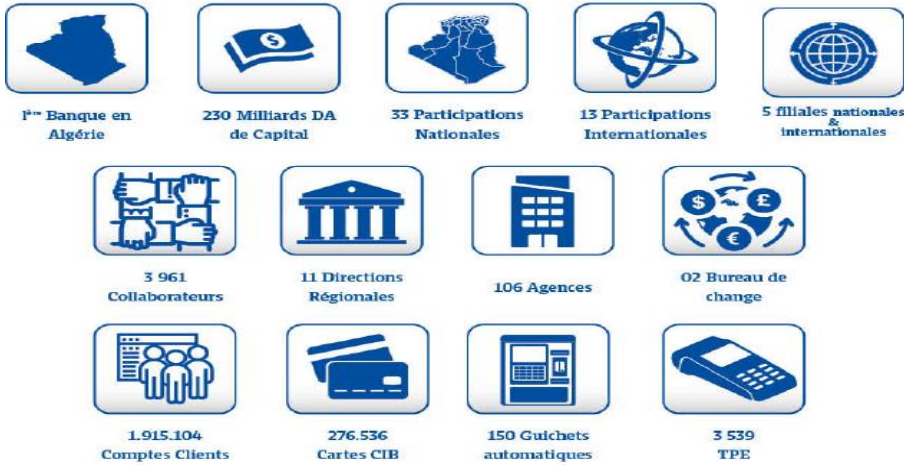 1ère Banque en
Algérie
230 Milliards DA
de Capital
33 Participations
Nationales
13 Participations
Internationales
5 filiales nationales
&
internationales
3 961
Collaborateurs
11 Directions
Régionales
106 Agences
02 Bureau de
change
1.915.104
Comptes Clients
276.536
Cartes CIB
150 Guichets
automatiques
3 539
TPE